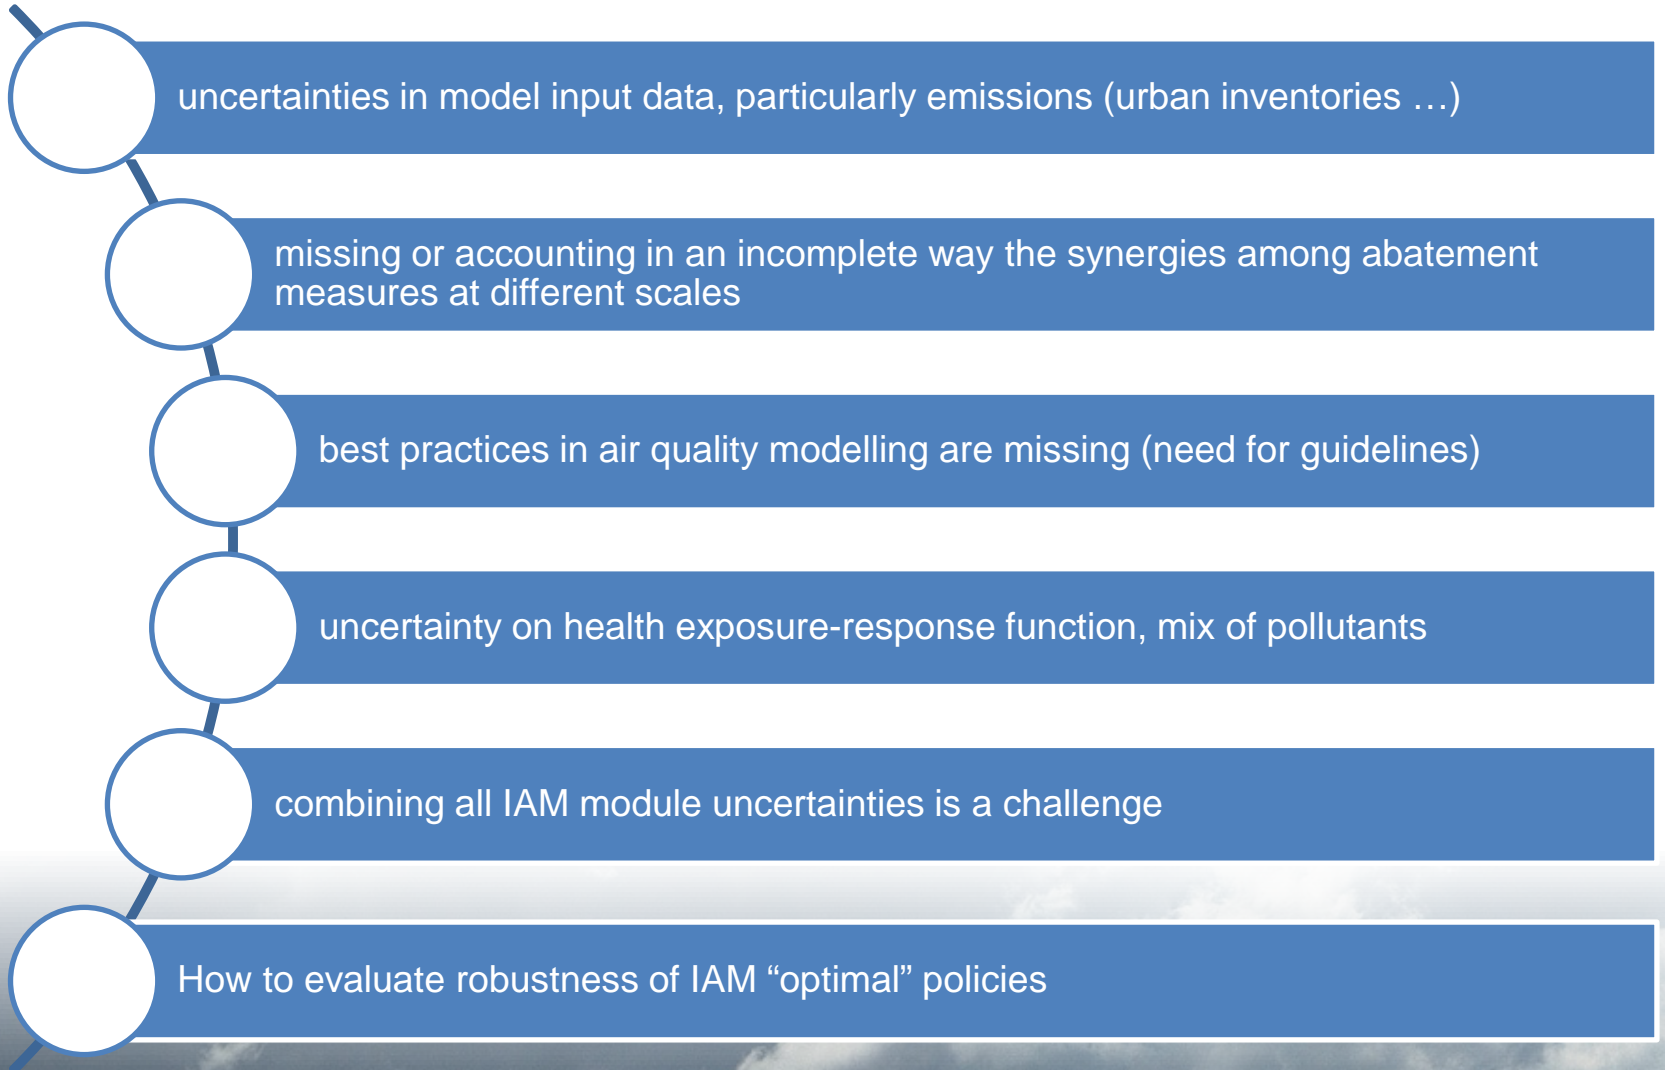 uncertainties in model input data, particularly emissions (urban inventories …)
missing or accounting in an incomplete way the synergies among abatement
measures at different scales
best practices in air quality modelling are missing (need for guidelines)
uncertainty on health exposure-response function, mix of pollutants
combining all IAM module uncertainties is a challenge
How to evaluate robustness of IAM “optimal” policies